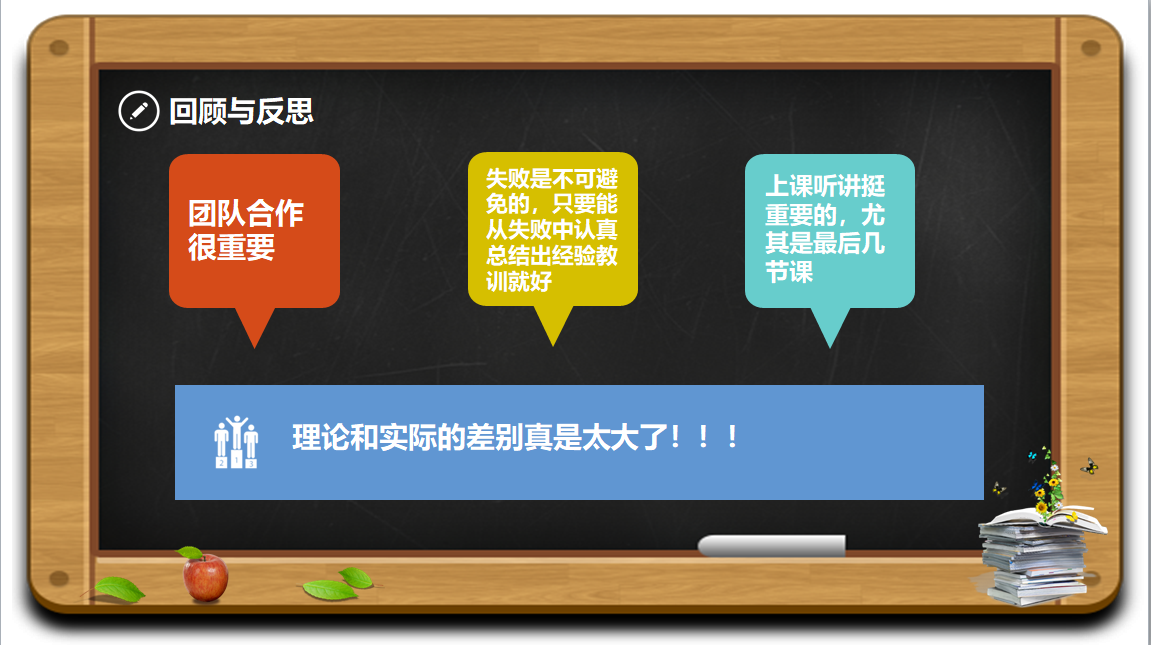 回顾与反思
团队合作
很重要
失败是不可避
免的，只要能
从失败中认真
总结出经验教
训就好
上课听讲挺
重要的，尤
其是最后几
节课
2 1 3
理论和实际的差别真是太大了！！！